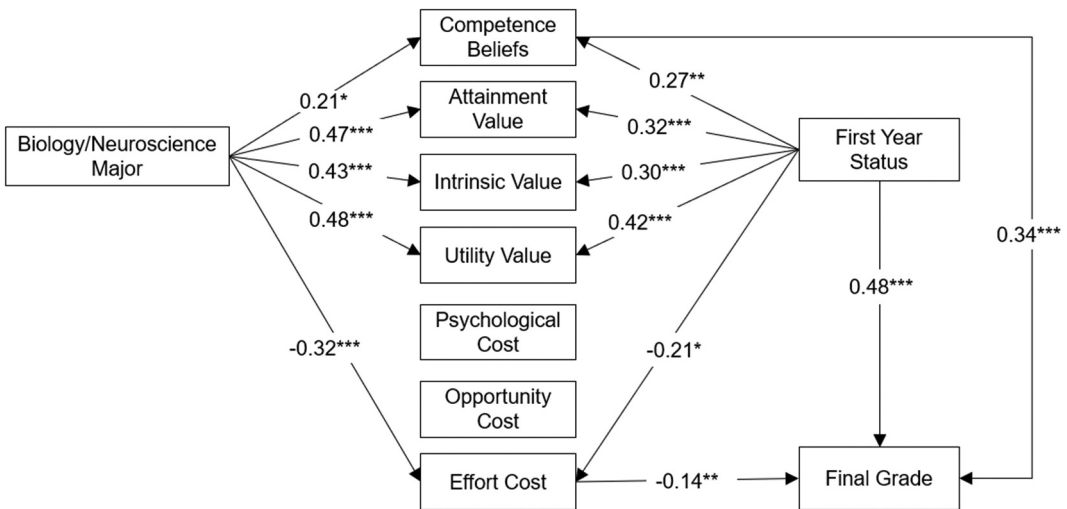 Competence
Beliefs
0.27**
0.21*
Attainment
Value
0.47***
0.32***
Biology/Neuroscience
Major
First Year
Status
0.43***
Intrinsic Value
0.30***
0.48***
0.42***
Utility Value
0.34***
0.48***
Psychological
Cost
-0.32***
-0.21*
Opportunity
Cost
Effort Cost
-0.14**
Final Grade